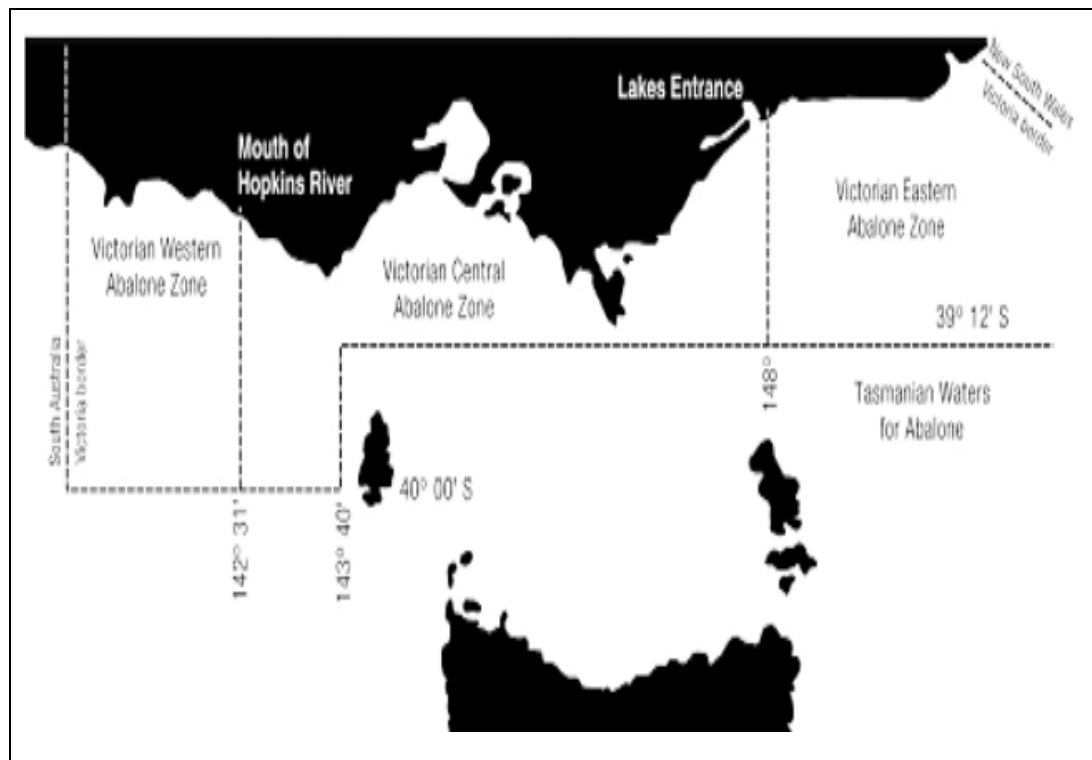 New South Wales
Victoria border
Lakes Entrance
Mouth of
Hopkins River
Victorian Eastern
Abalone Zone
Victorian Western
Abalone Zone
Victorian Central
Abalone Zone
39° 12' S
South Australia
Victoria border
148°
Tasmanian Waters
for Abalone
40° 00' S
142° 31'
143° 40'